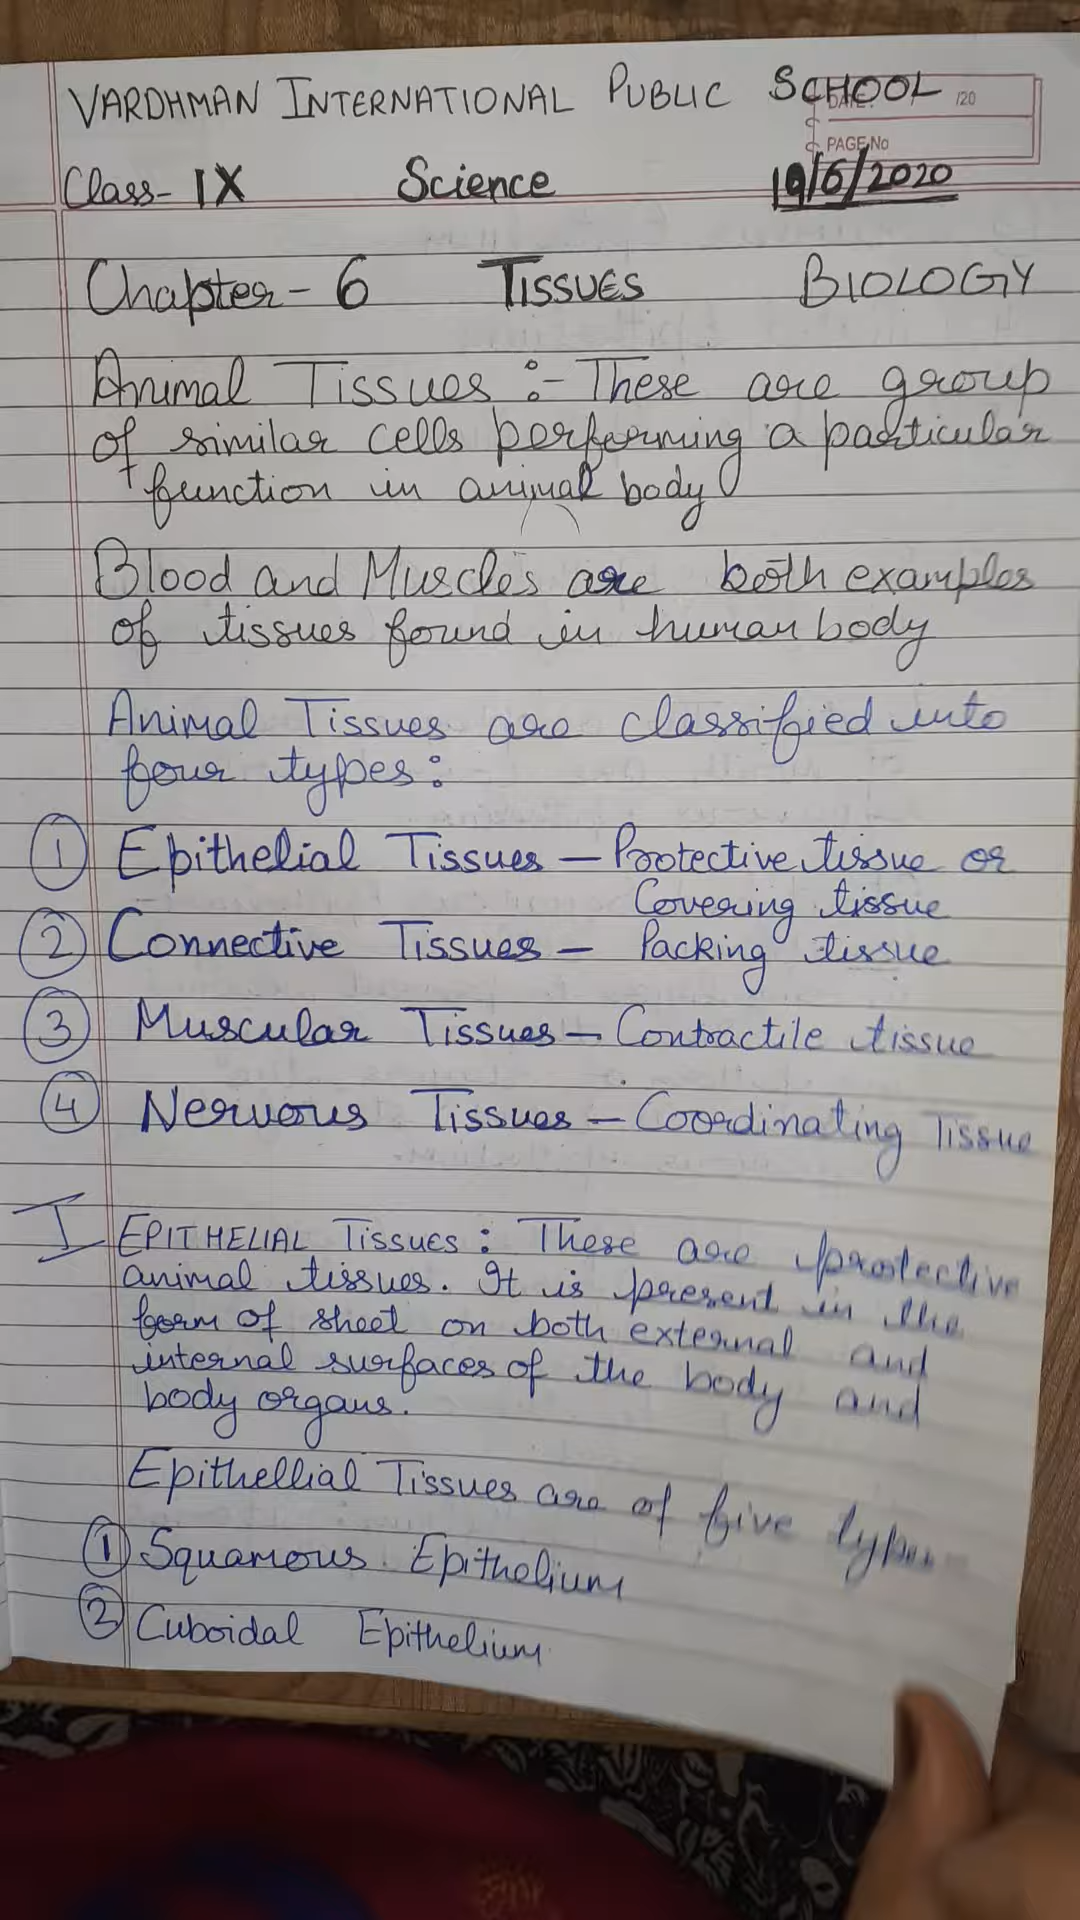 VARDHMAN INTERNATIONAL PUBLIC SCHOOL
DATE: /20
PAGE No
Class- IX Science 19/6/2020
Chapter- 6 TISSUES BIOLOGY
Animal Tissues :- These are group
of similar cells performing a particular
function in animal body
Blood and Muscles are both examples
of tissues found in human body
Animal Tissues are classified into
four types:
1 Epithelial Tissues – Protective tissue or
Covering tissue
2 Connective Tissues – Packing tissue
3 Muscular Tissues – Contractile tissue
4 Nervous Tissues – Coordinating Tissue
I EPITHELIAL TISSUES : These are protective
animal tissues. It is present in the
form of sheet on both external and
internal surfaces of the body and
body organs.
Epithellial Tissues are of five
1 Squamous Epithelium
2 Cuboidal Epithelium